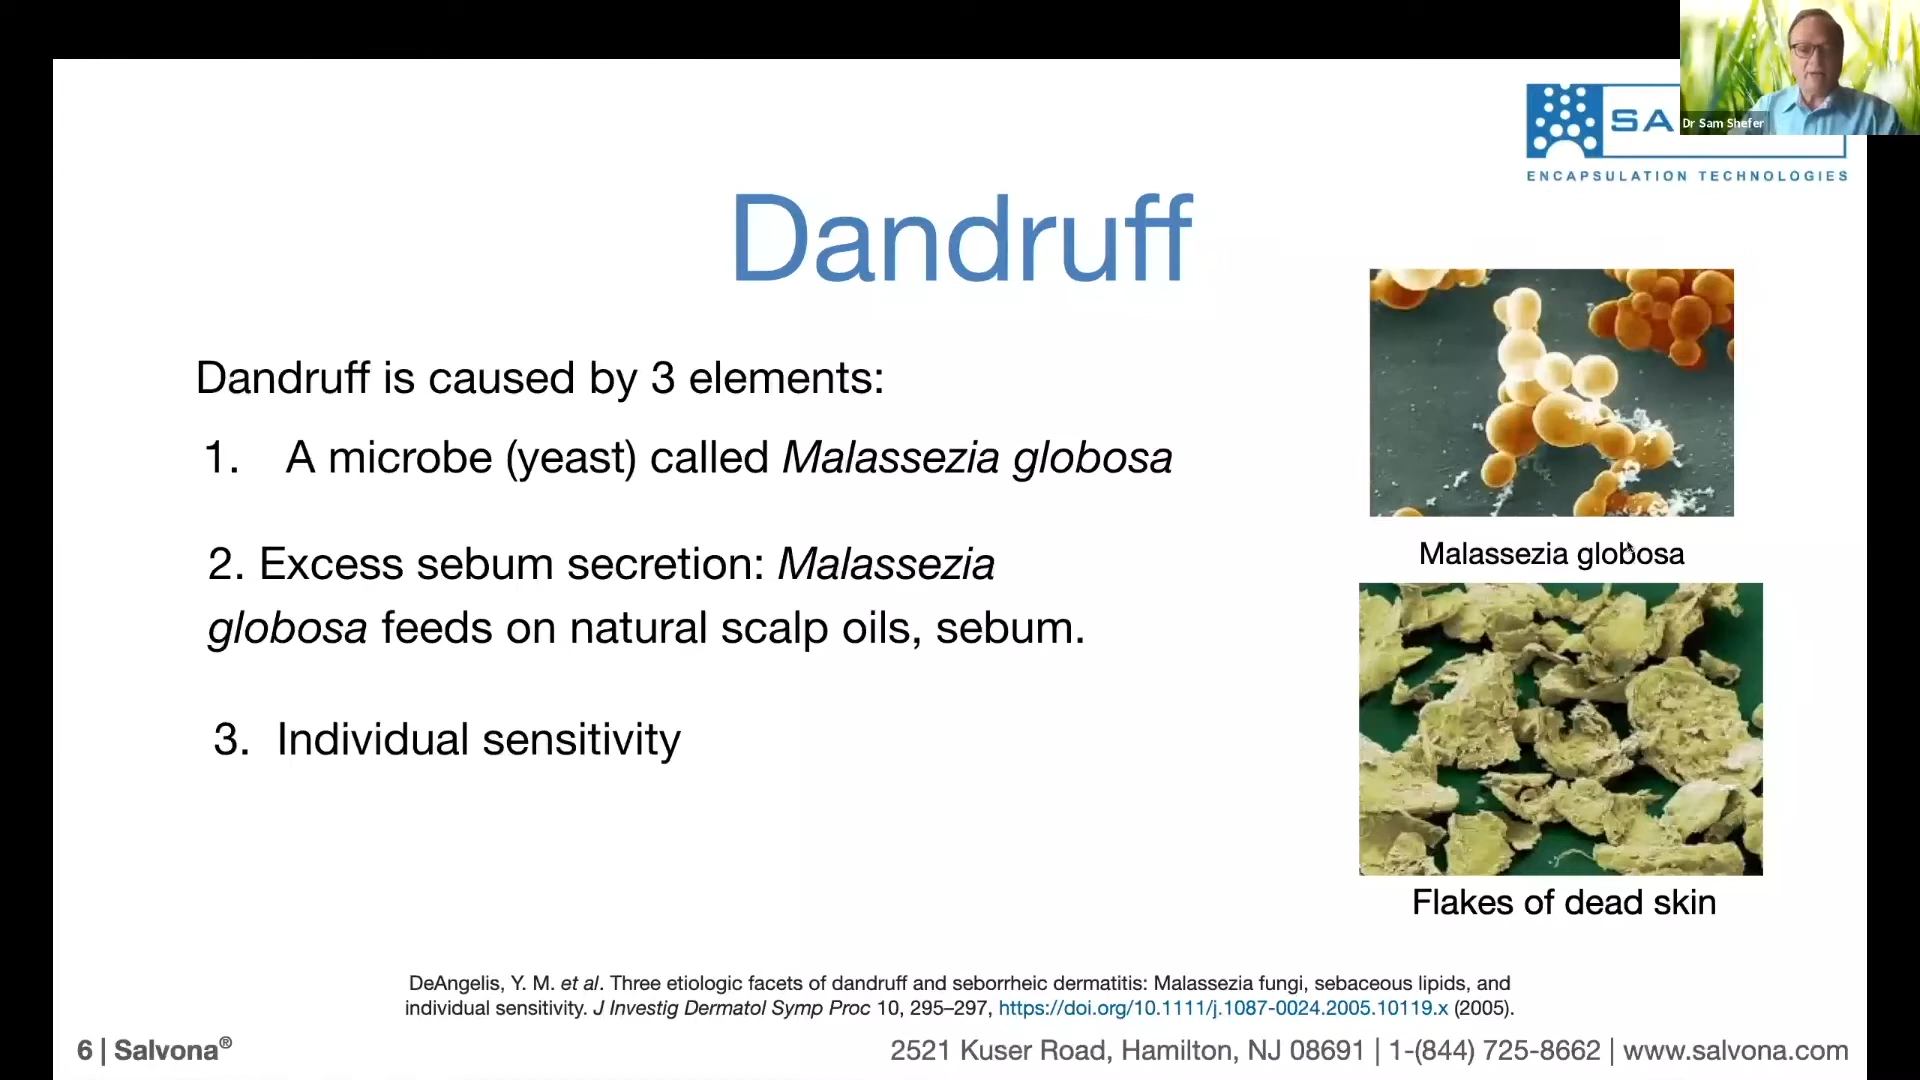 Dr Sam Shefer
SA
ENCAPSULATION TECHNOLOGIES
Dandruff
Dandruff is caused by 3 elements:
1. A microbe (yeast) called Malassezia globosa
2. Excess sebum secretion: Malassezia
globosa feeds on natural scalp oils, sebum.
3. Individual sensitivity
Malassezia globosa
Flakes of dead skin
DeAngelis, Y. M. et al. Three etiologic facets of dandruff and seborrheic dermatitis: Malassezia fungi, sebaceous lipids, and
individual sensitivity. J Investig Dermatol Symp Proc 10, 295–297, https://doi.org/10.1111/j.1087-0024.2005.10119.x (2005).
6 | Salvona®
2521 Kuser Road, Hamilton, NJ 08691 | 1-(844) 725-8662 | www.salvona.com